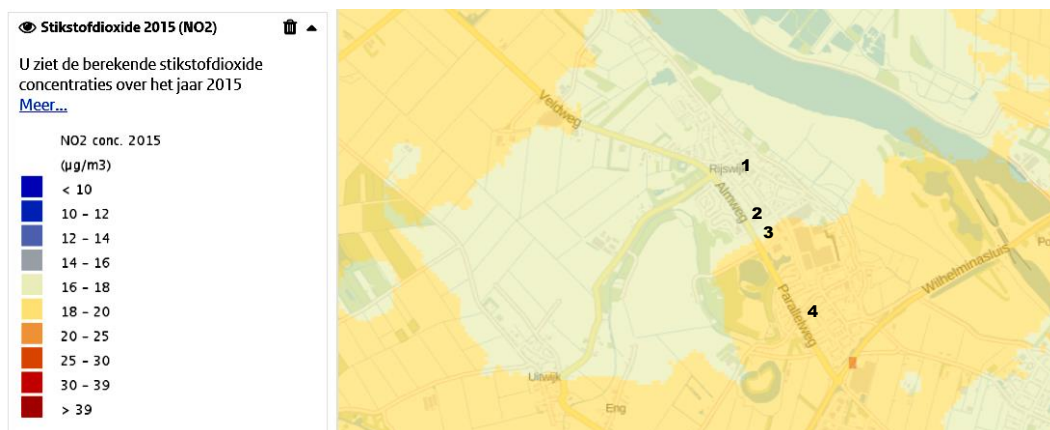 Stikstofdioxide 2015 (NO2)
U ziet de berekende stikstofdioxide
concentraties over het jaar 2015
Meer...
NO2 conc. 2015
(µg/m3)
< 10
10 - 12
12 - 14
14 - 16
16 - 18
18 - 20
20 - 25
25 - 30
30 - 39
> 39
Veldweg
Rijswijk
1
Almweg
2
3
Wilhelminasluis
Parallelweg
4
Uitwijk
Eng